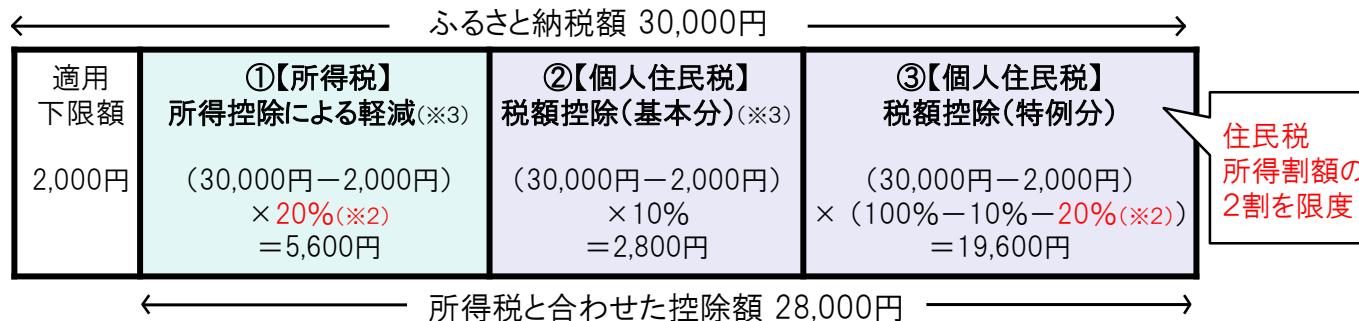 ふるさと納税額 30,000円
適用
下限額
2,000円
①【所得税】
所得控除による軽減(※3)
(30,000円－2,000円)
×20%(※2)
＝5,600円
②【個人住民税】
税額控除(基本分)(※3)
(30,000円－2,000円)
×10%
＝2,800円
③【個人住民税】
税額控除(特例分)
(30,000円－2,000円)
× (100%－10%－20%(※2))
＝19,600円
住民税
所得割額の
2割を限度
所得税と合わせた控除額 28,000円